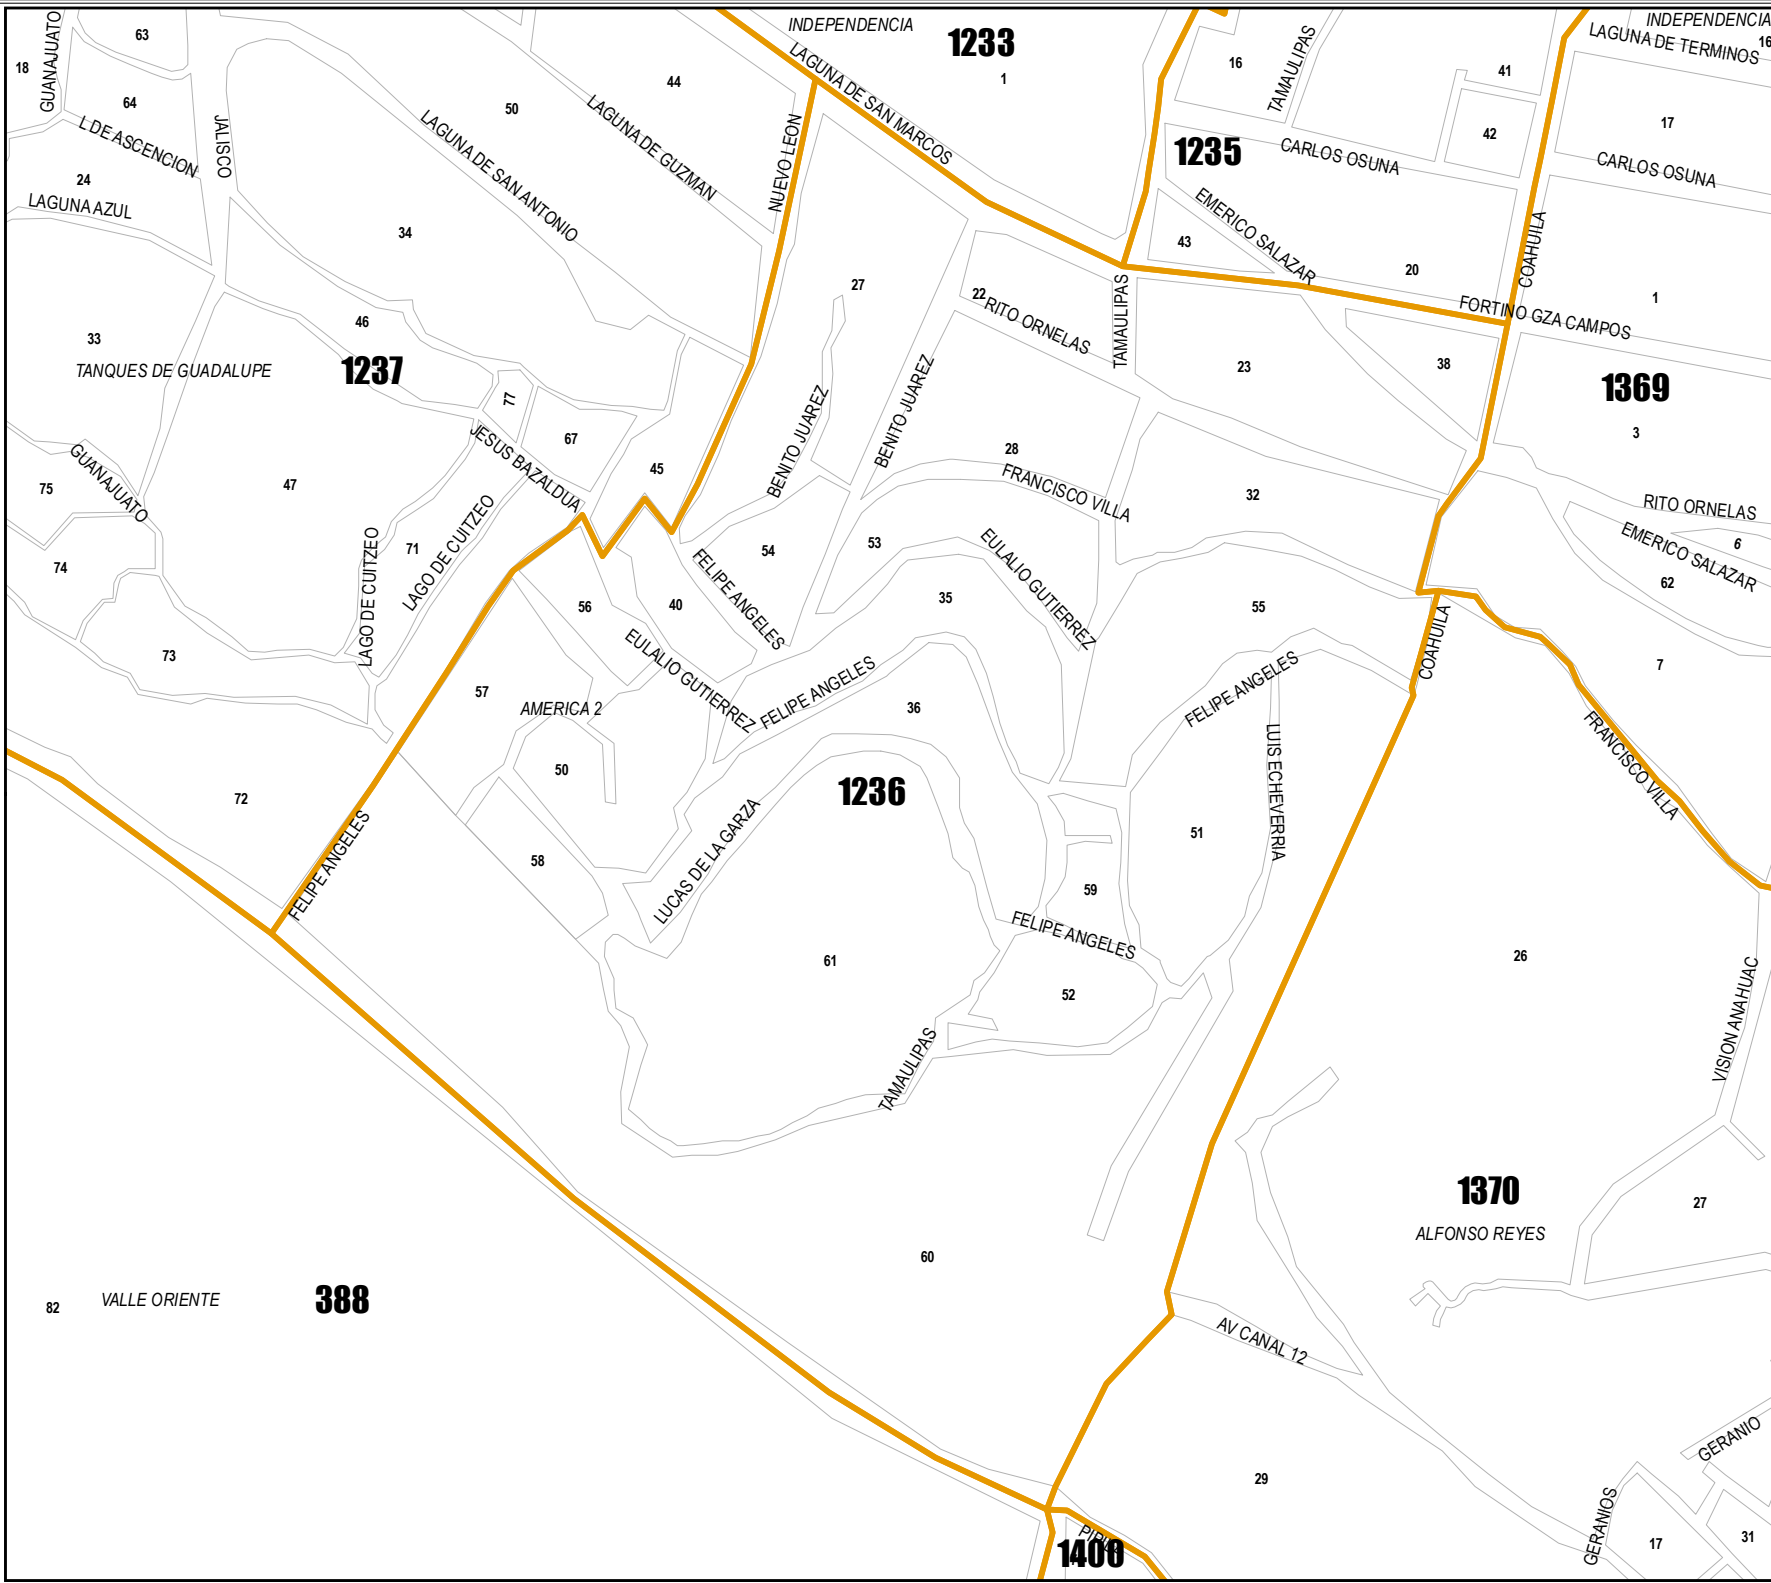 INDEPENDENCIA
1233
1
LAGUNA DE SAN MARCOS
INDEPENDENCIA
LAGUNA DE TERMINOS
16
GUANAJUATO
63
18
64
L DE ASCENCION
JALISCO
24
LAGUNA AZUL
50
44
LAGUNA DE SAN ANTONIO
LAGUNA DE GUZMAN
NUEVO LEON
34
16
TAMAULIPAS
41
42
17
1235
CARLOS OSUNA
CARLOS OSUNA
EMERICO SALAZAR
43
20
COAHUILA
1
FORTINO GZA CAMPOS
33
TANQUES DE GUADALUPE
46
1237
77
67
JESUS BAZALDUA
45
27
22
RITO ORNELAS
TAMAULIPAS
23
38
1369
3
BENITO JUAREZ
BENITO JUAREZ
28
FRANCISCO VILLA
32
RITO ORNELAS
6
EMERICO SALAZAR
62
GUANAJUATO
75
47
74
71
LAGO DE CUITZEO
LAGO DE CUITZEO
73
54
53
FELIPE ANGELES
EULALIO GUTIERREZ
56
40
35
55
EULALIO GUTIERREZ
FELIPE ANGELES
FELIPE ANGELES
COAHUILA
7
57
AMERICA 2
36
FRANCISCO VILLA
LUIS ECHEVERRIA
50
1236
72
FELIPE ANGELES
58
LUCAS DE LA GARZA
51
59
FELIPE ANGELES
61
52
26
VISION ANAHUAC
TAMAULIPAS
1370
ALFONSO REYES
27
60
82
VALLE ORIENTE
388
AV CANAL 12
GERANIO
29
GERANIOS
17
31
1400